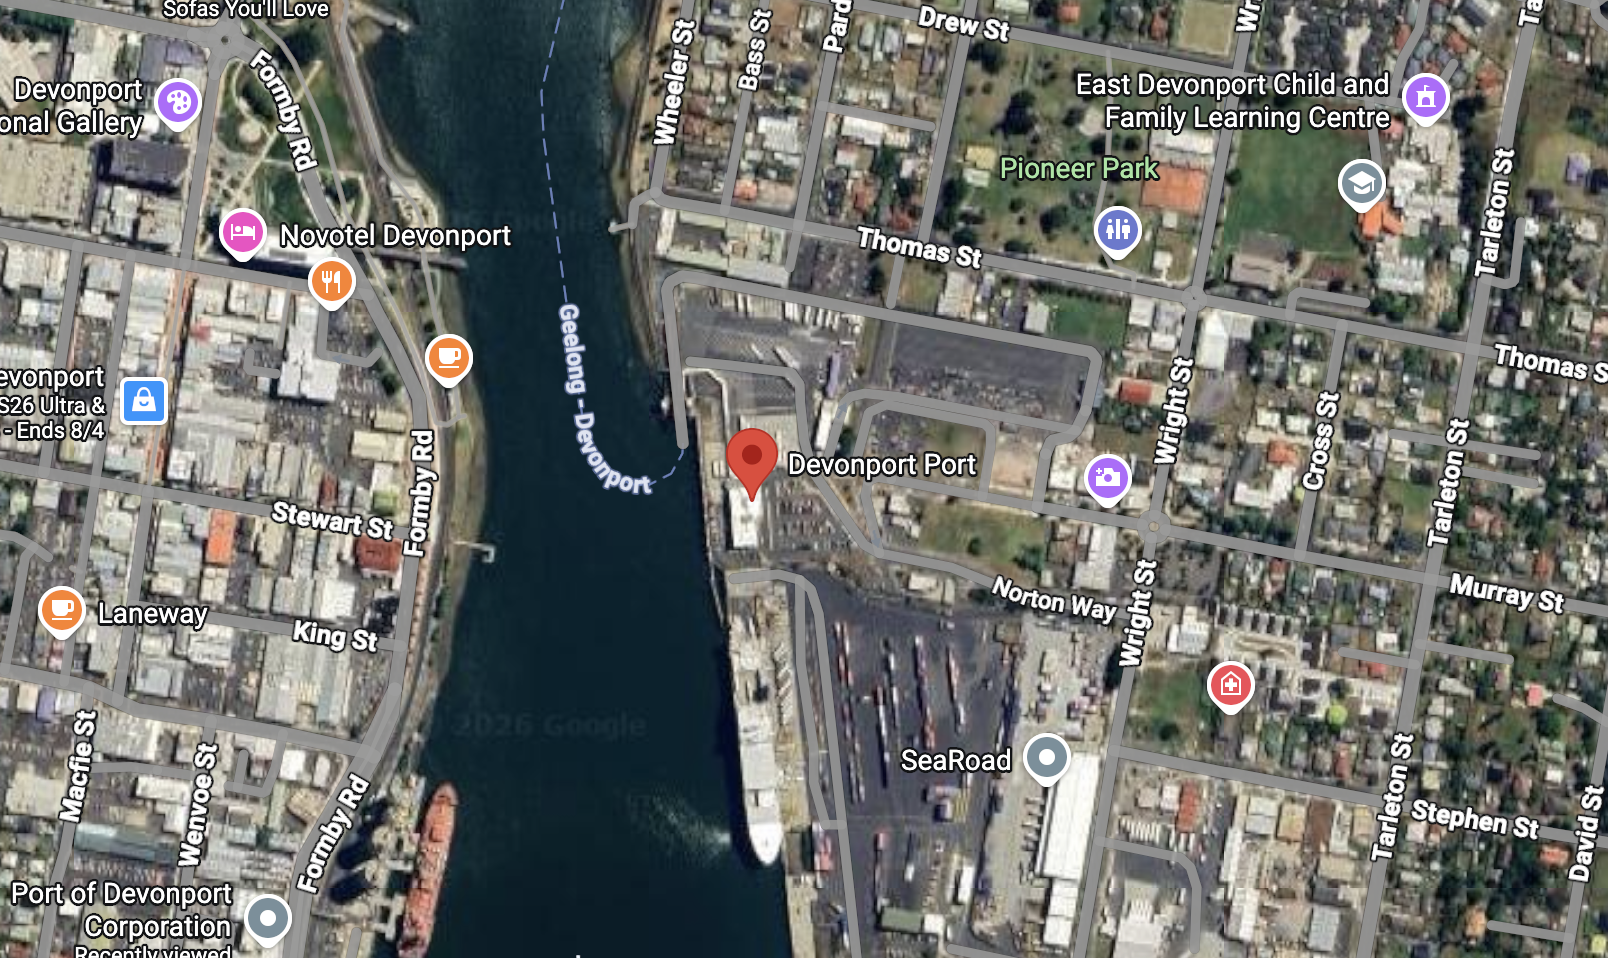 Sofas You'll Love
Drew St
Wheeler St
Bass St
Pard
Wr
Ta
Devonport
onal Gallery
Formby Rd
East Devonport Child and
Family Learning Centre
Pioneer Park
Tarleton St
Novotel Devonport
Thomas St
Geelong - Devonport
evonport
S26 Ultra &
- Ends 8/4
Thomas S
Wright St
Cross St
Tarleton St
Formby Rd
Devonport Port
Stewart St
Laneway
King St
Norton Way
Wright St
Murray St
2026 Google
Macfie St
Wenvoe St
Formby Rd
SeaRoad
Tarleton St
Stephen St
David St
Port of Devonport
Corporation
Recently viewed